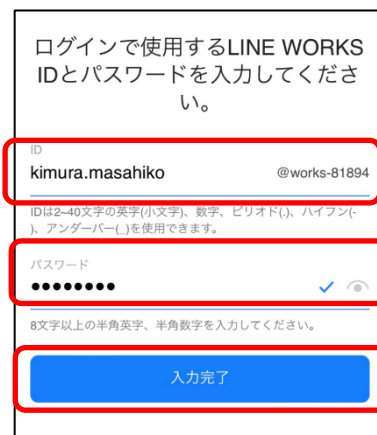 ログインで使用するLINE WORKS
IDとパスワードを入力してくださ
い。
ID
kimura.masahiko @works-81894
IDは2~40文字の英字(小文字)、数字、ピリオド(.)、ハイフン(-
)、アンダーバー(_)を使用できます。
パスワード
●●●●●●●●
8文字以上の半角英字、半角数字を入力してください。
入力完了